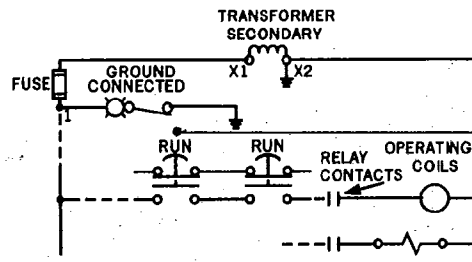 TRANSFORMER
SECONDARY
X1 X2
FUSE
GROUND
CONNECTED
1
RUN RUN
RELAY
CONTACTS
OPERATING
COILS